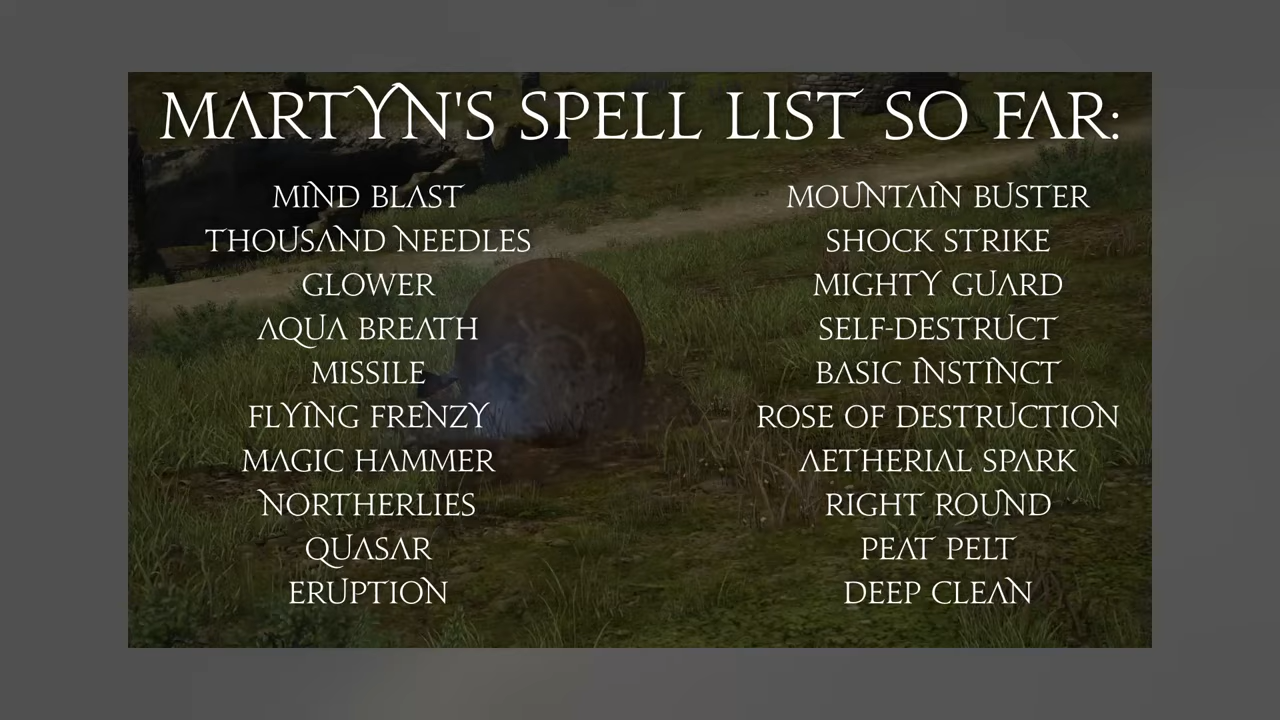 MARTYN'S SPELL LIST SO FAR:
MIND BLAST
THOUSAND NEEDLES
GLOWER
AQUA BREATH
MISSILE
FLYING FRENZY
MAGIC HAMMER
NORTHERLIES
QUASAR
ERUPTION
MOUNTAIN BUSTER
SHOCK STRIKE
MIGHTY GUARD
SELF-DESTRUCT
BASIC INSTINCT
ROSE OF DESTRUCTION
AETHERIAL SPARK
RIGHT ROUND
PEAT PELT
DEEP CLEAN